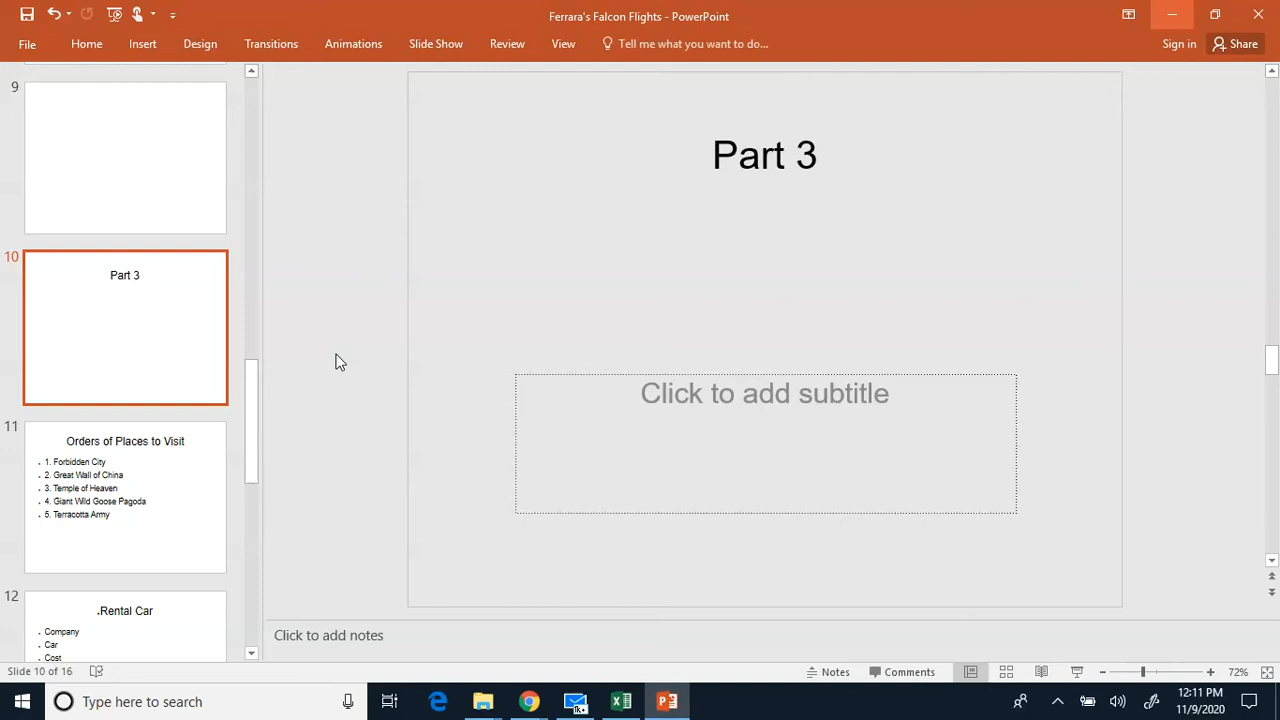 Ferrara's Falcon Flights - PowerPoint
File Home Insert Design Transitions Animations Slide Show Review View Tell me what you want to do... Sign in Share
9
10
Part 3
11
Orders of Places to Visit
1. Forbidden City
2. Great Wall of China
3. Temple of Heaven
4. Giant Wild Goose Pagoda
5. Terracotta Army
12
.Rental Car
Company
Car
Cost
Part 3
Click to add subtitle
Click to add notes
Slide 10 of 16
Notes Comments 72%
Type here to search
1k+
12:11 PM
11/9/2020